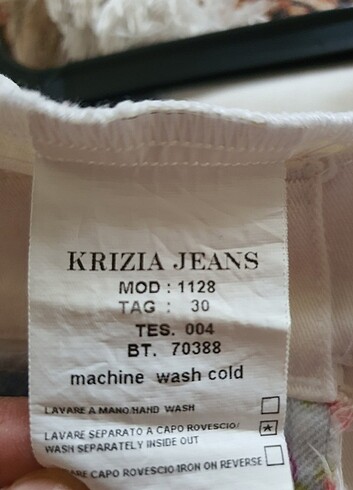 KRIZIA JEANS
MOD : 1128
TAG : 30
TES. 004
BT. 70388
machine wash cold
LAVARE A MANO/HAND WASH
LAVARE SEPARATO A CAPO ROVESCIO/
WASH SEPARATELY INSIDE OUT
CAPO ROVESCIO IRON ON REVERSE